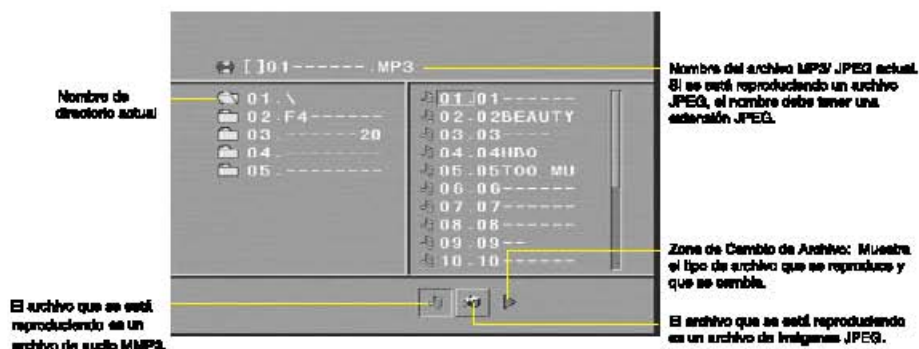 [ ]01------.MP3
Nombre de
directorio actual
01.\
02.F4-------
03.-------20
04.---------
05.---------
01.01------
02.02BEAUTY
03.03-----
04.04HBO
05.05TOO MU
06.06------
07.07------
08.08------
09.09--
10.10------
Nombre del archivo MP3/ JPEG actual.
Si se está reproduciendo un archivo
JPEG, el nombre debe tener una
extensión JPEG.
Zona de Cambio de Archivo: Muestra
el tipo de archivo que se reproduce y
que se cambia.
El archivo que se está
reproduciendo es un
archivo de audio MMP3.
El archivo que se está reproduciendo
es un archivo de imágenes JPEG.